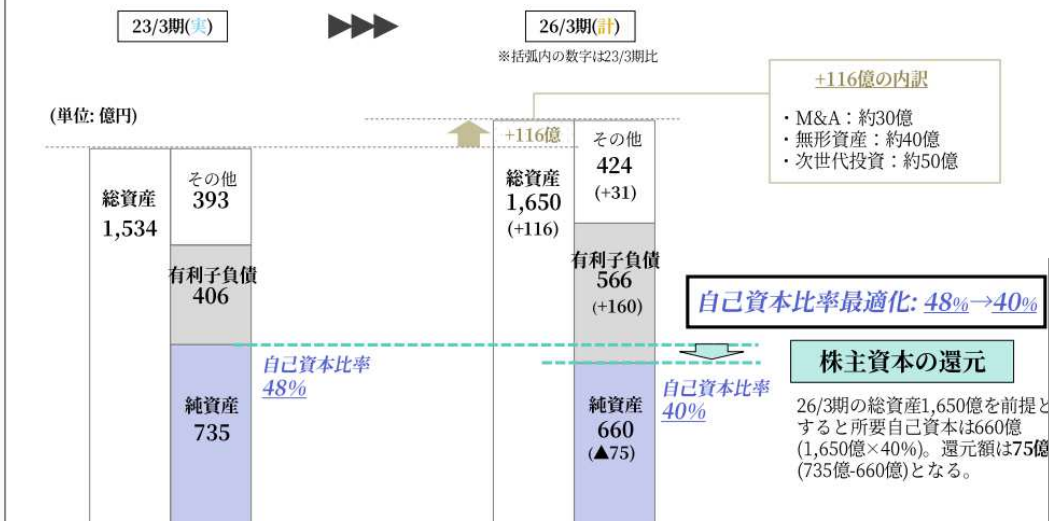 23/3期(実)
26/3期(計)
※括弧内の数字は23/3期比
+116億の内訳
・M&A：約30億
・無形資産：約40億
・次世代投資：約50億
(単位: 億円)
総資産
1,534
その他
393
有利子負債
406
純資産
735
自己資本比率
48%
+116億
総資産
1,650
(+116)
その他
424
(+31)
有利子負債
566
(+160)
純資産
660
(▲75)
自己資本比率
40%
自己資本比率最適化: 48%→40%
株主資本の還元
26/3期の総資産1,650億を前提と
すると所要自己資本は660億
(1,650億×40%)。還元額は75億
(735億-660億)となる。